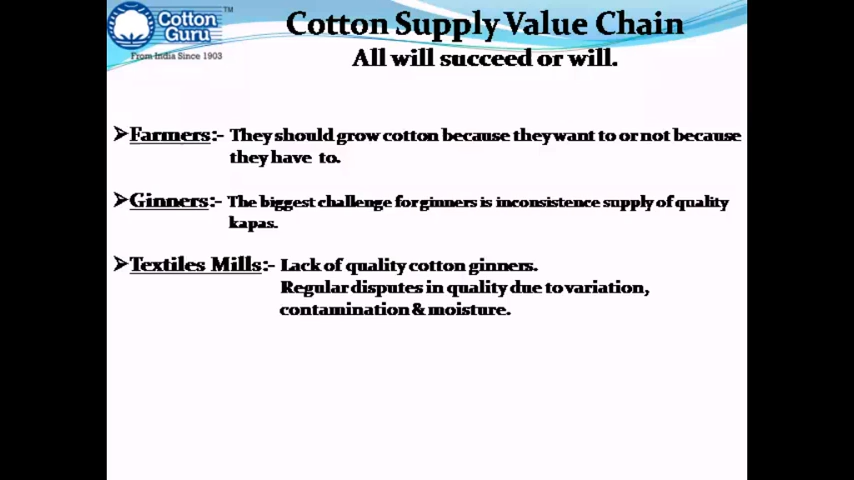 Cotton Guru™
From India Since 1903
Cotton Supply Value Chain
All will succeed or will.
➢Farmers:- They should grow cotton because they want to or not because
they have to.
➢Ginners:- The biggest challenge for ginners is inconsistence supply of quality
kapas.
➢Textiles Mills:- Lack of quality cotton ginners.
Regular disputes in quality due to variation,
contamination & moisture.